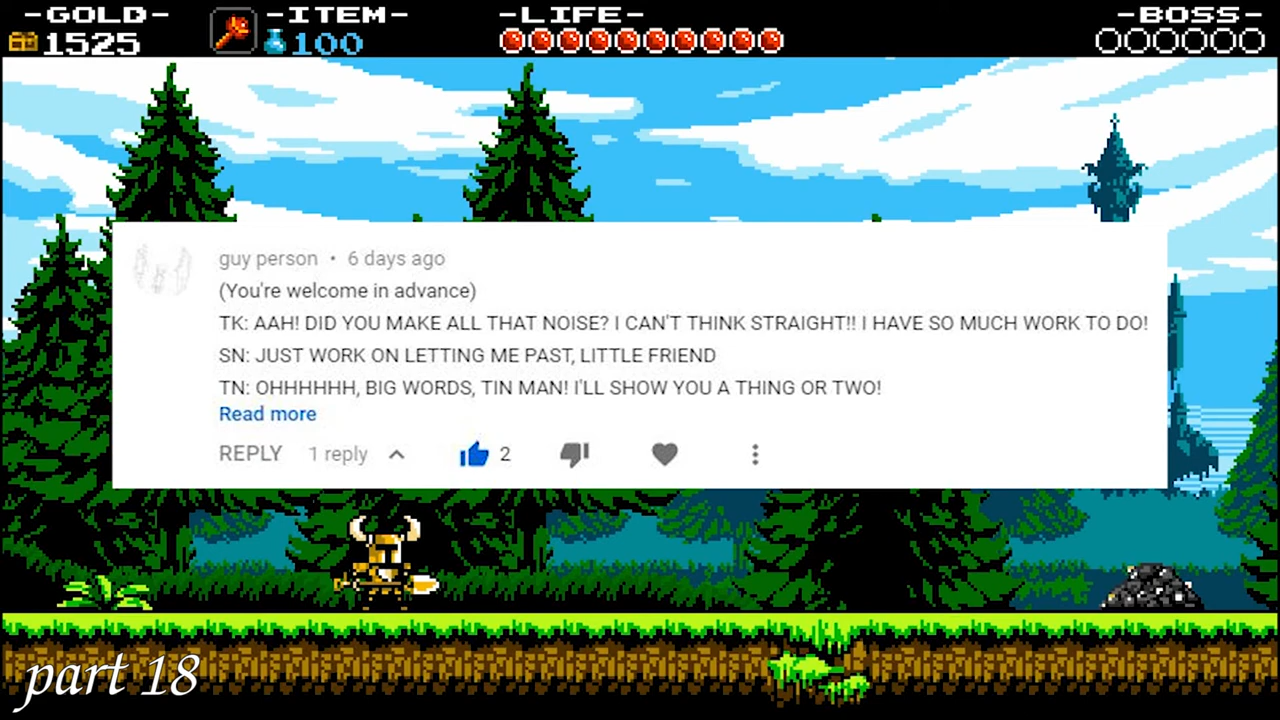 -GOLD- -ITEM- -LIFE- -BOSS-
1525 100
guy person • 6 days ago
(You're welcome in advance)
TK: AAH! DID YOU MAKE ALL THAT NOISE? I CAN'T THINK STRAIGHT!! I HAVE SO MUCH WORK TO DO!
SN: JUST WORK ON LETTING ME PAST, LITTLE FRIEND
TN: OHHHHHH, BIG WORDS, TIN MAN! I'LL SHOW YOU A THING OR TWO!
Read more
REPLY 1 reply 2
part 18